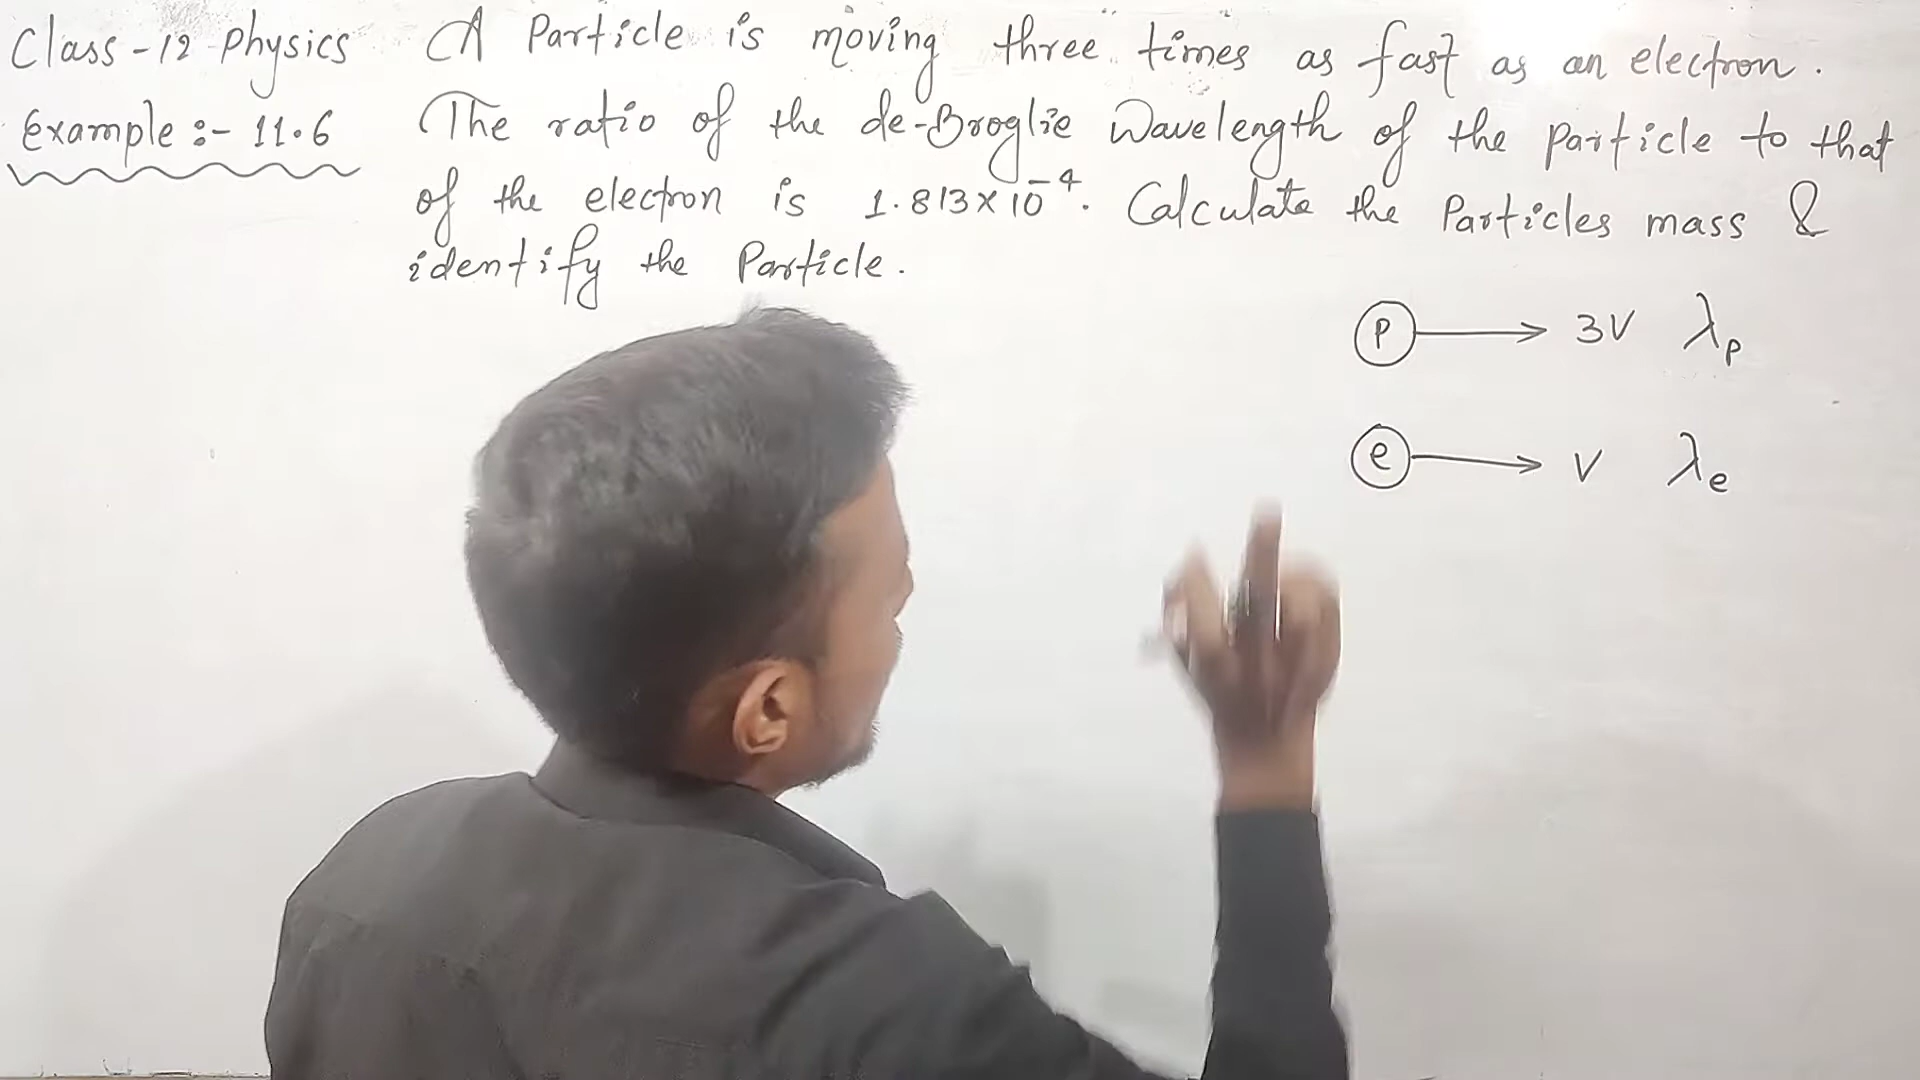 Class-12 Physics
Example :- 11.6
A Particle is moving three times as fast as an electron.
The ratio of the de-Broglie Wavelength of the particle to that
of the electron is 1.813×10⁻⁴. Calculate the Particles mass &
identify the Particle.
P → 3V λp
e → V λe